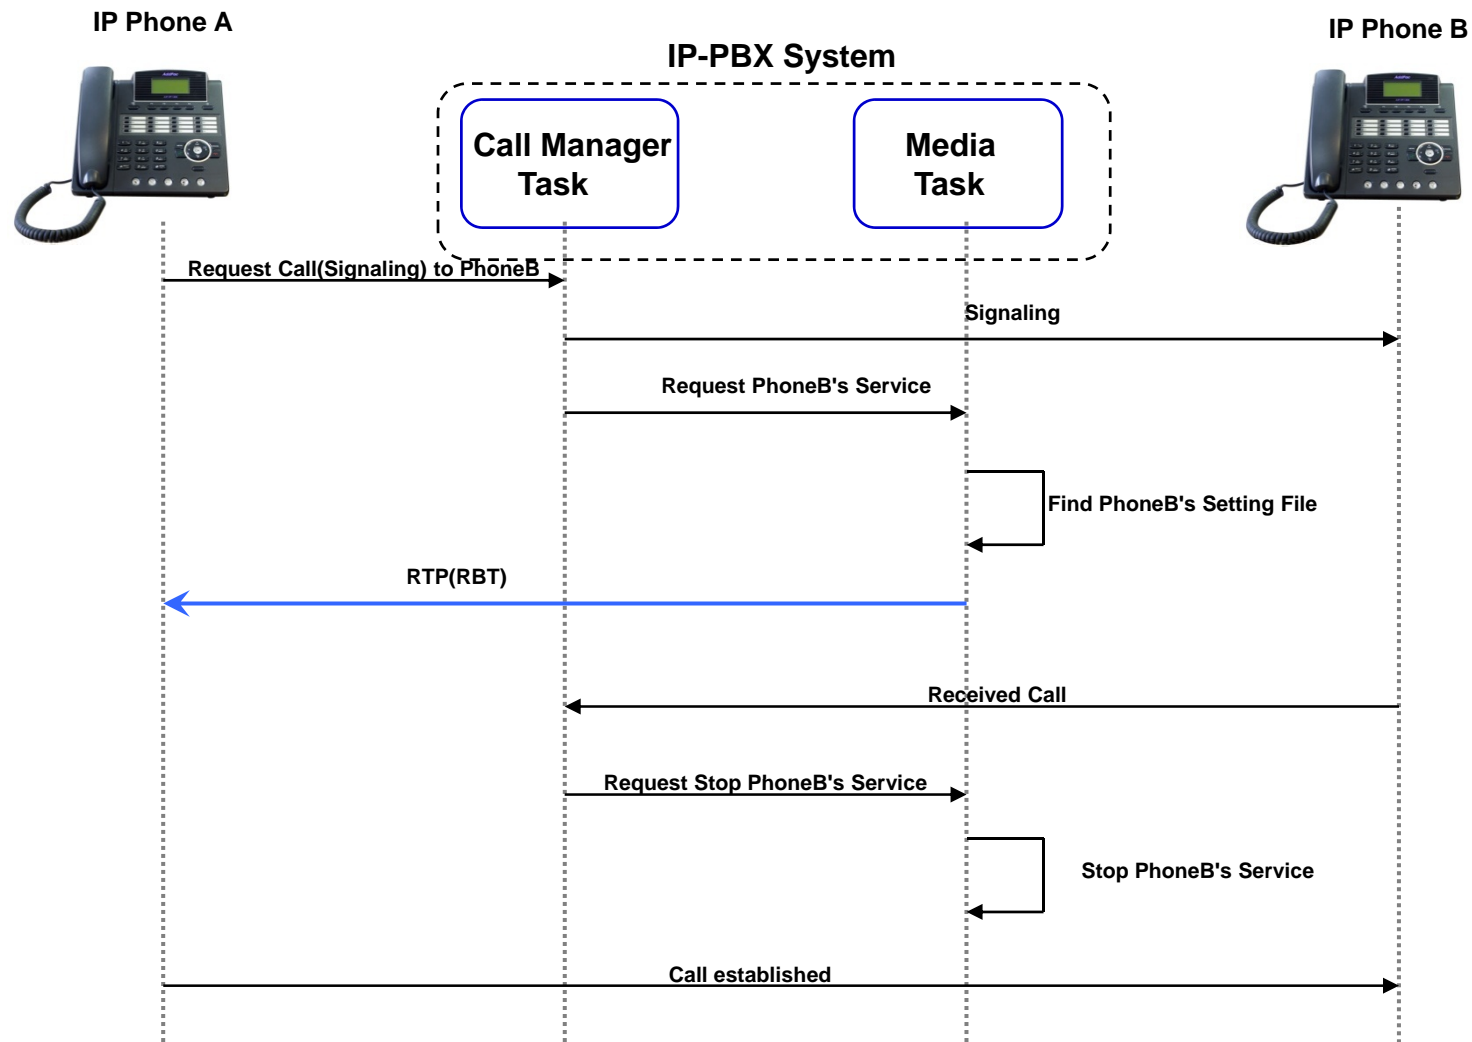 IP Phone A
IP Phone B
IP-PBX System
Call Manager
Task
Media
Task
Request Call(Signaling) to PhoneB
Signaling
Request PhoneB's Service
Find PhoneB's Setting File
RTP(RBT)
Received Call
Request Stop PhoneB's Service
Stop PhoneB's Service
Call established